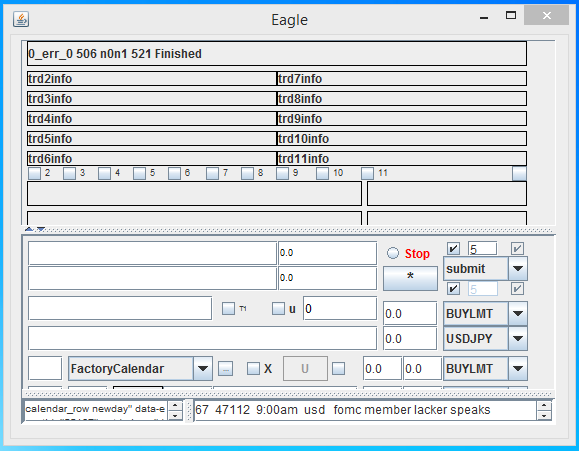 Eagle
0_err_0 506 n0n1 521 Finished
trd2info trd7info
trd3info trd8info
trd4info trd9info
trd5info trd10info
trd6info trd11info
2 3 4 5 6 7 8 9 10 11
0.0 Stop 5
0.0 * submit
5
T1 u 0 0.0 BUYLMT
0.0 USDJPY
FactoryCalendar X U 0.0 0.0 BUYLMT
calendar_row newday" data-e 67 47112 9:00am usd fomc member lacker speaks